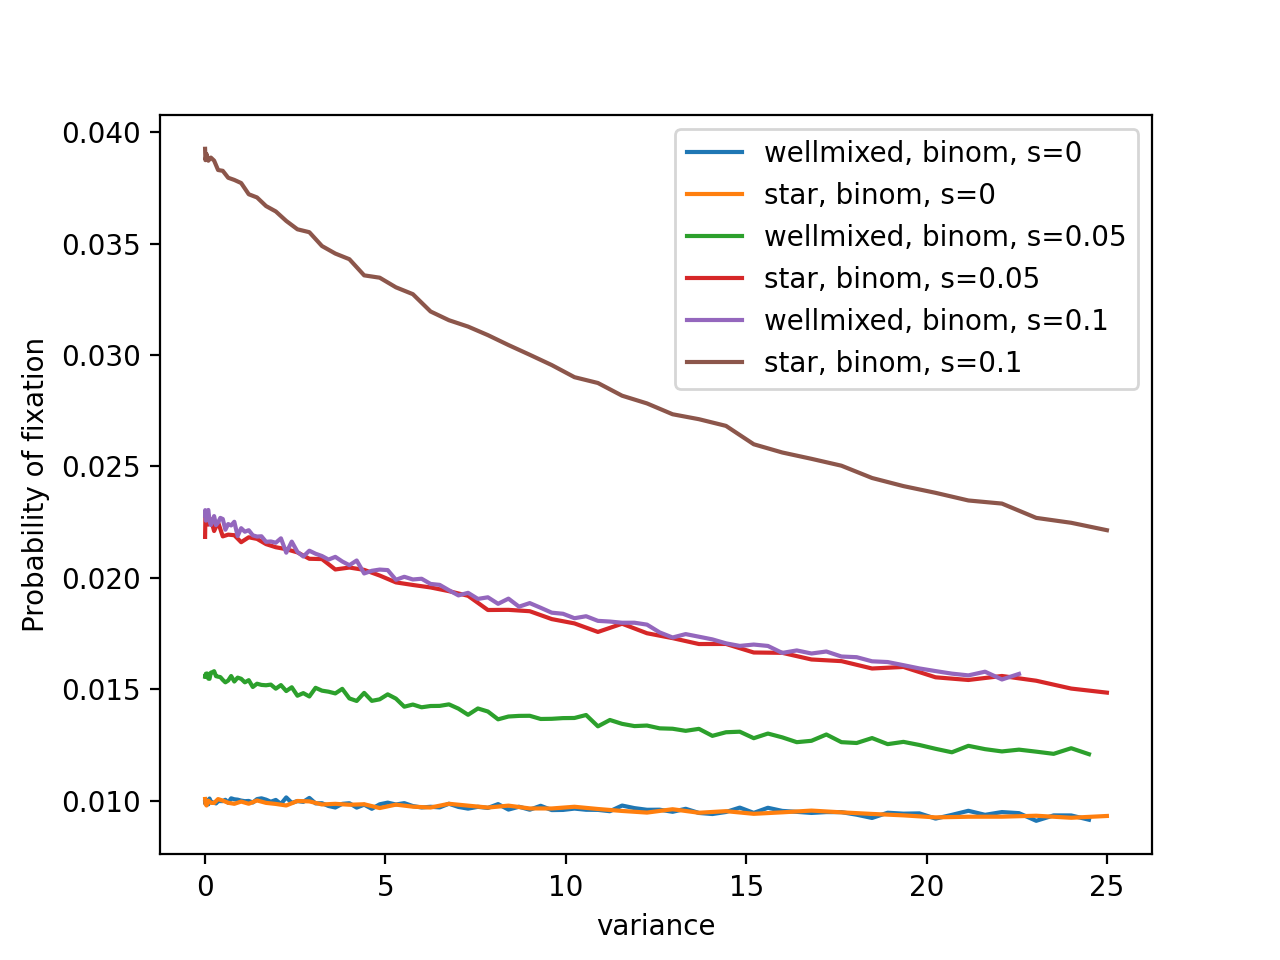 0.040
0.035
0.030
0.025
0.020
0.015
0.010
Probability of fixation
0
5
10
15
20
25
variance
wellmixed, binom, s=0
star, binom, s=0
wellmixed, binom, s=0.05
star, binom, s=0.05
wellmixed, binom, s=0.1
star, binom, s=0.1